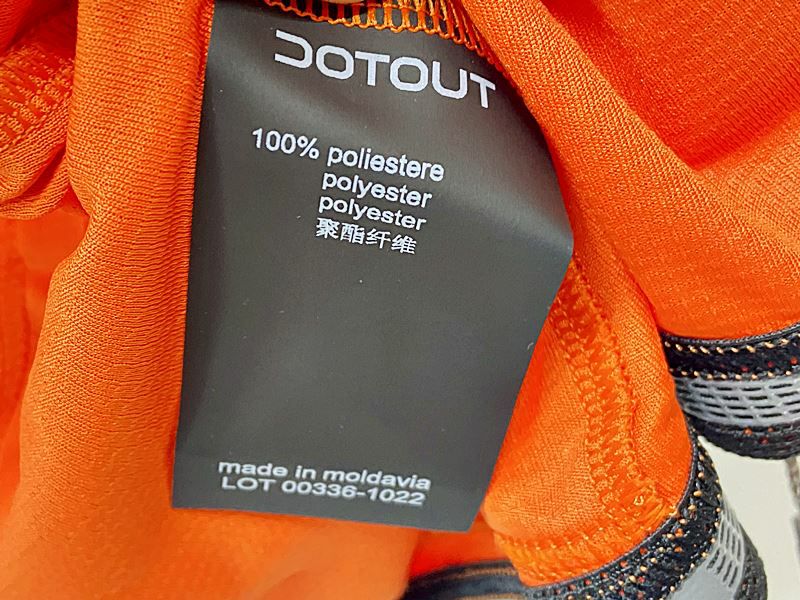 DOTOUT
100% poliestere
polyester
polyester
聚酯纤维
made in moldavia
LOT 00336-1022